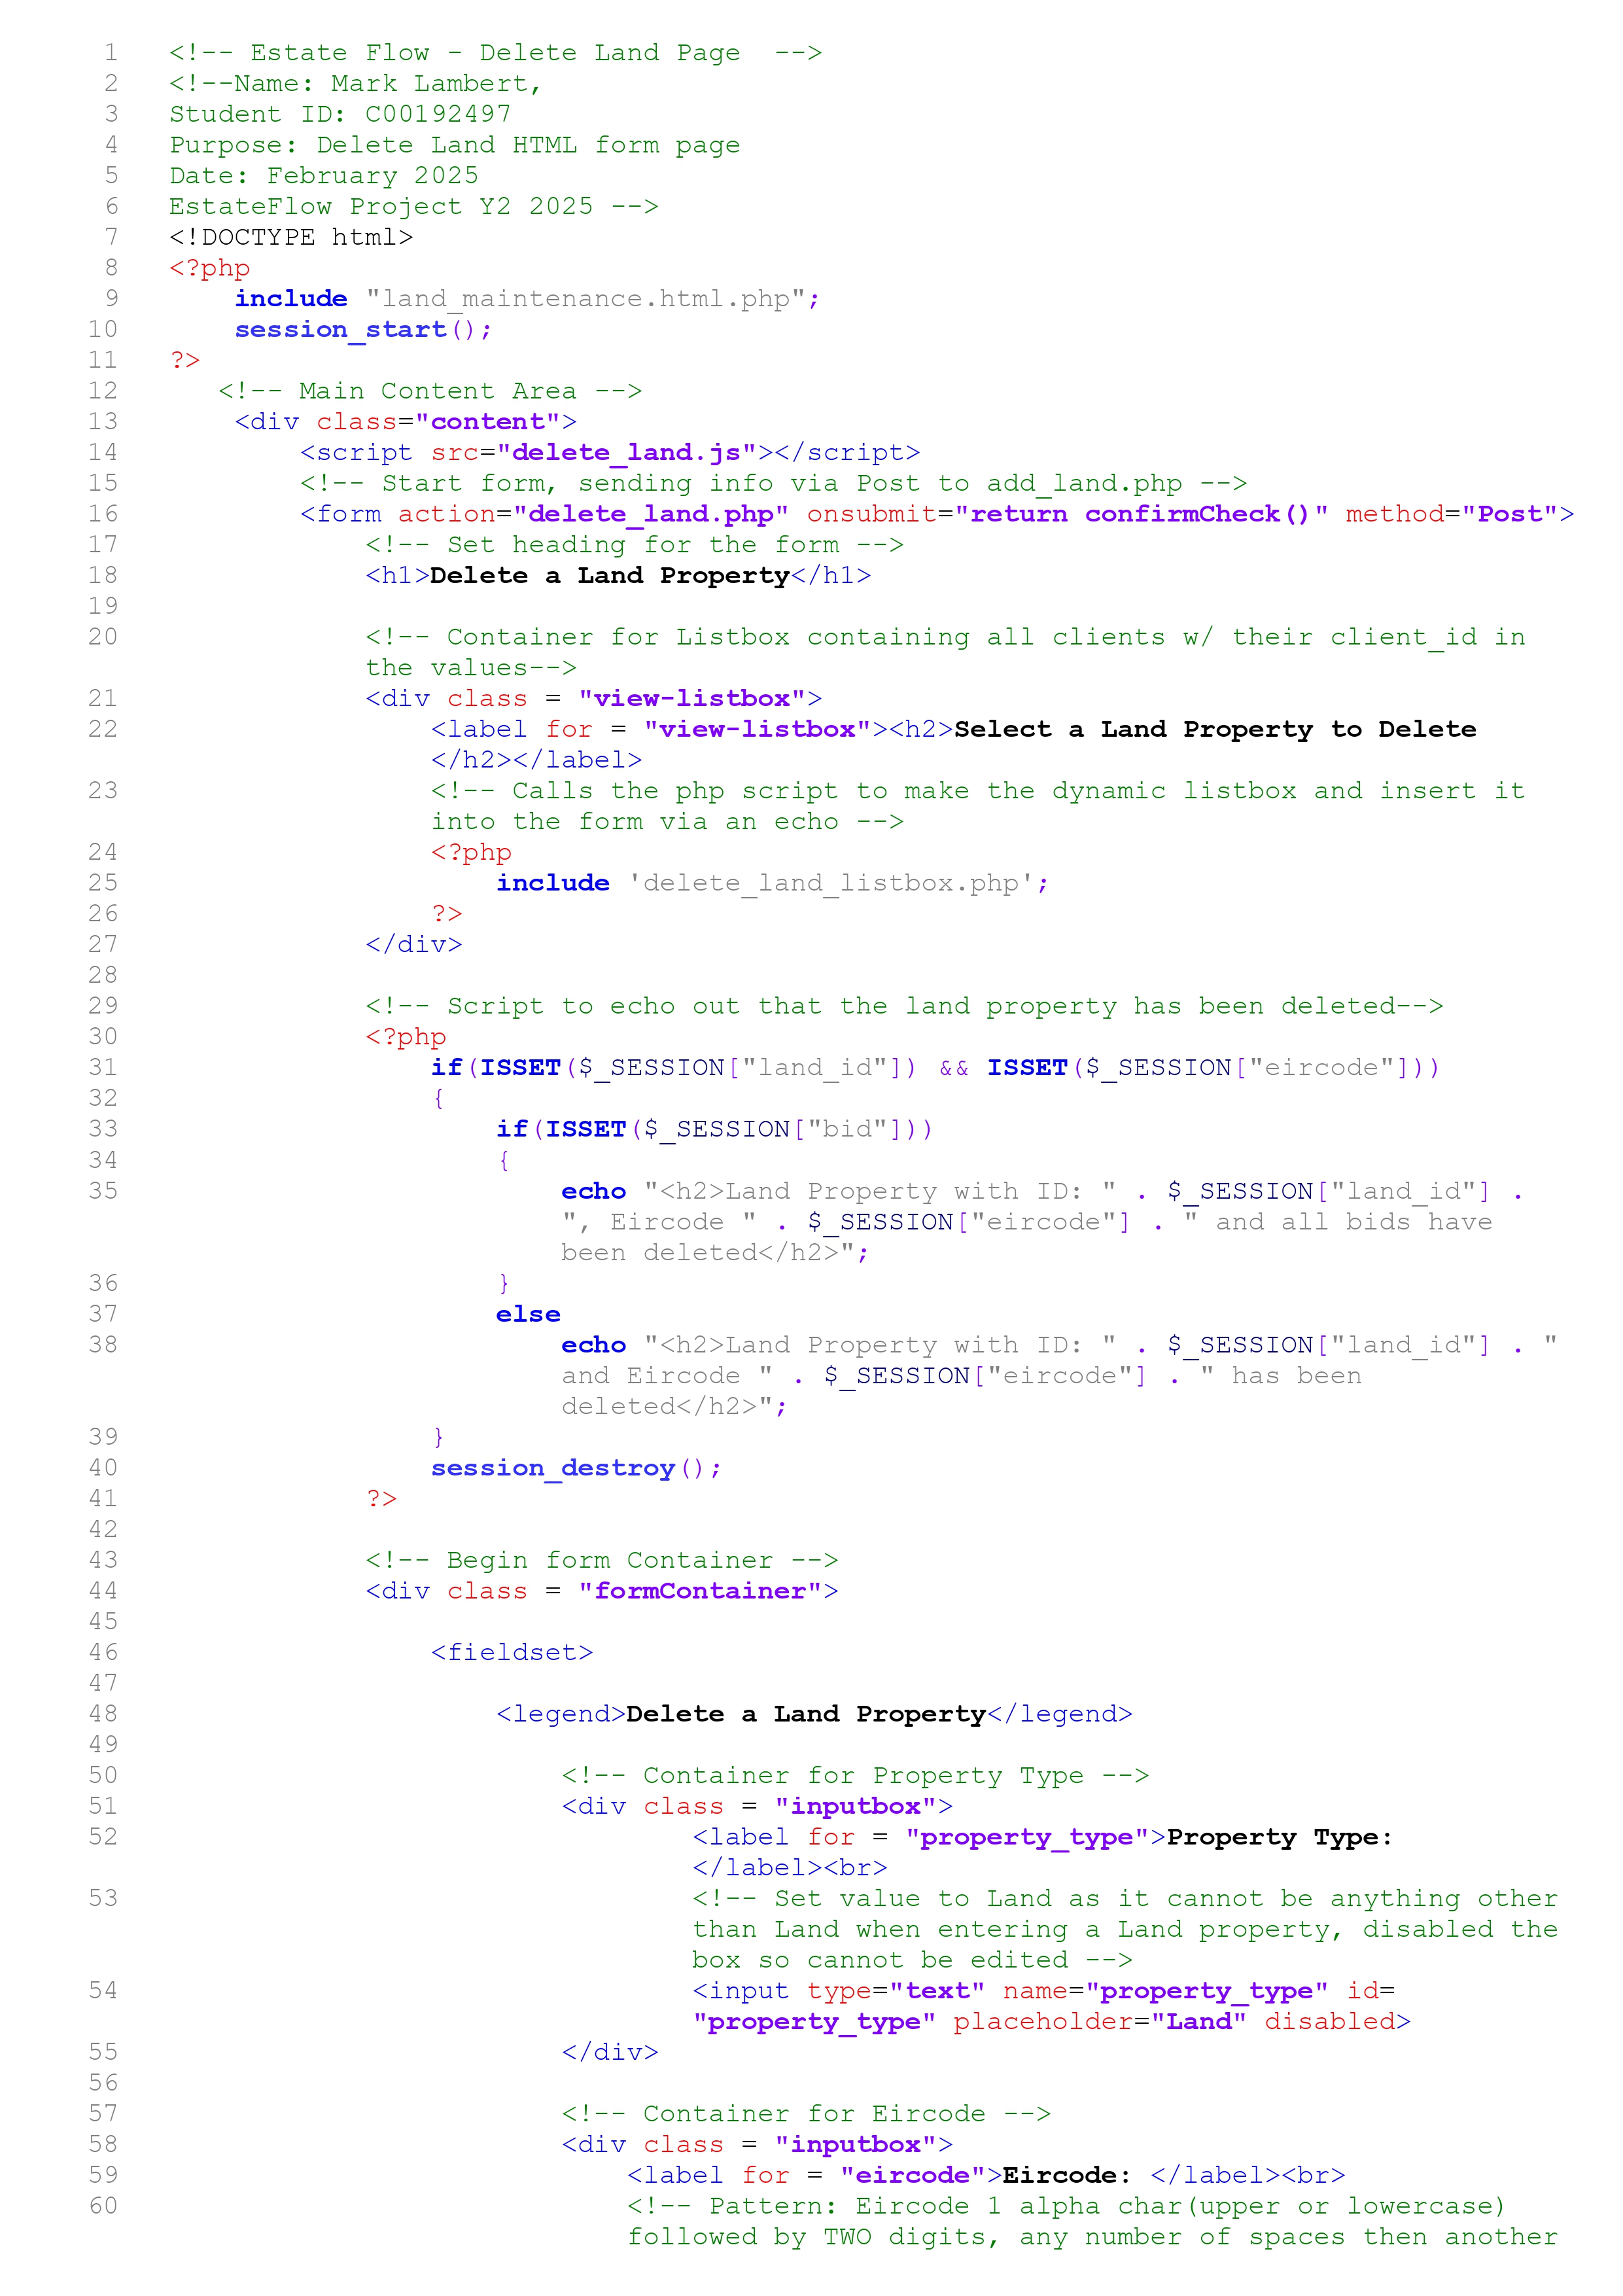 1 <!-- Estate Flow - Delete Land Page  -->
2 <!--Name: Mark Lambert,
3 Student ID: C00192497
4 Purpose: Delete Land HTML form page
5 Date: February 2025
6 EstateFlow Project Y2 2025 -->
7 <!DOCTYPE html>
8 <?php
9     include "land_maintenance.html.php";
10     session_start();
11 ?>
12    <!-- Main Content Area -->
13     <div class="content">
14         <script src="delete_land.js"></script>
15         <!-- Start form, sending info via Post to add_land.php -->
16         <form action="delete_land.php" onsubmit="return confirmCheck()" method="Post">
17             <!-- Set heading for the form -->
18             <h1>Delete a Land Property</h1>
19
20             <!-- Container for Listbox containing all clients w/ their client_id in
            the values-->
21             <div class = "view-listbox">
22                 <label for = "view-listbox"><h2>Select a Land Property to Delete
                </h2></label>
23                 <!-- Calls the php script to make the dynamic listbox and insert it
                into the form via an echo -->
24                 <?php
25                     include 'delete_land_listbox.php';
26                 ?>
27             </div>
28
29             <!-- Script to echo out that the land property has been deleted-->
30             <?php
31                 if(ISSET($_SESSION["land_id"]) && ISSET($_SESSION["eircode"]))
32                 {
33                     if(ISSET($_SESSION["bid"]))
34                     {
35                         echo "<h2>Land Property with ID: " . $_SESSION["land_id"] .
                        ", Eircode " . $_SESSION["eircode"] . " and all bids have
                        been deleted</h2>";
36                     }
37                     else
38                         echo "<h2>Land Property with ID: " . $_SESSION["land_id"] . "
                        and Eircode " . $_SESSION["eircode"] . " has been
                        deleted</h2>";
39                 }
40                 session_destroy();
41             ?>
42
43             <!-- Begin form Container -->
44             <div class = "formContainer">
45
46                 <fieldset>
47
48                     <legend>Delete a Land Property</legend>
49
50                         <!-- Container for Property Type -->
51                         <div class = "inputbox">
52                                 <label for = "property_type">Property Type:
                                </label><br>
53                                 <!-- Set value to Land as it cannot be anything other
                                than Land when entering a Land property, disabled the
                                box so cannot be edited -->
54                                 <input type="text" name="property_type" id=
                                "property_type" placeholder="Land" disabled>
55                         </div>
56
57                         <!-- Container for Eircode -->
58                         <div class = "inputbox">
59                             <label for = "eircode">Eircode: </label><br>
60                             <!-- Pattern: Eircode 1 alpha char(upper or lowercase)
                            followed by TWO digits, any number of spaces then another